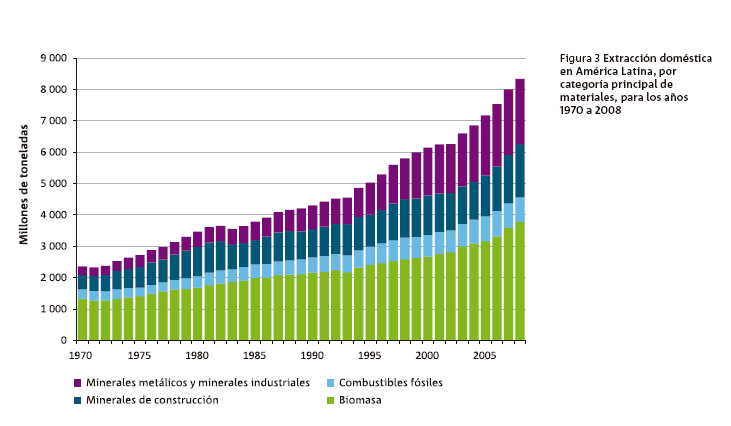 Figura 3 Extracción doméstica
en América Latina, por
categoría principal de
materiales, para los años
1970 a 2008
Millones de toneladas
9 000
8 000
7 000
6 000
5 000
4 000
3 000
2 000
1 000
0
1970 1975 1980 1985 1990 1995 2000 2005
Minerales metálicos y minerales industriales Combustibles fósiles
Minerales de construcción Biomasa